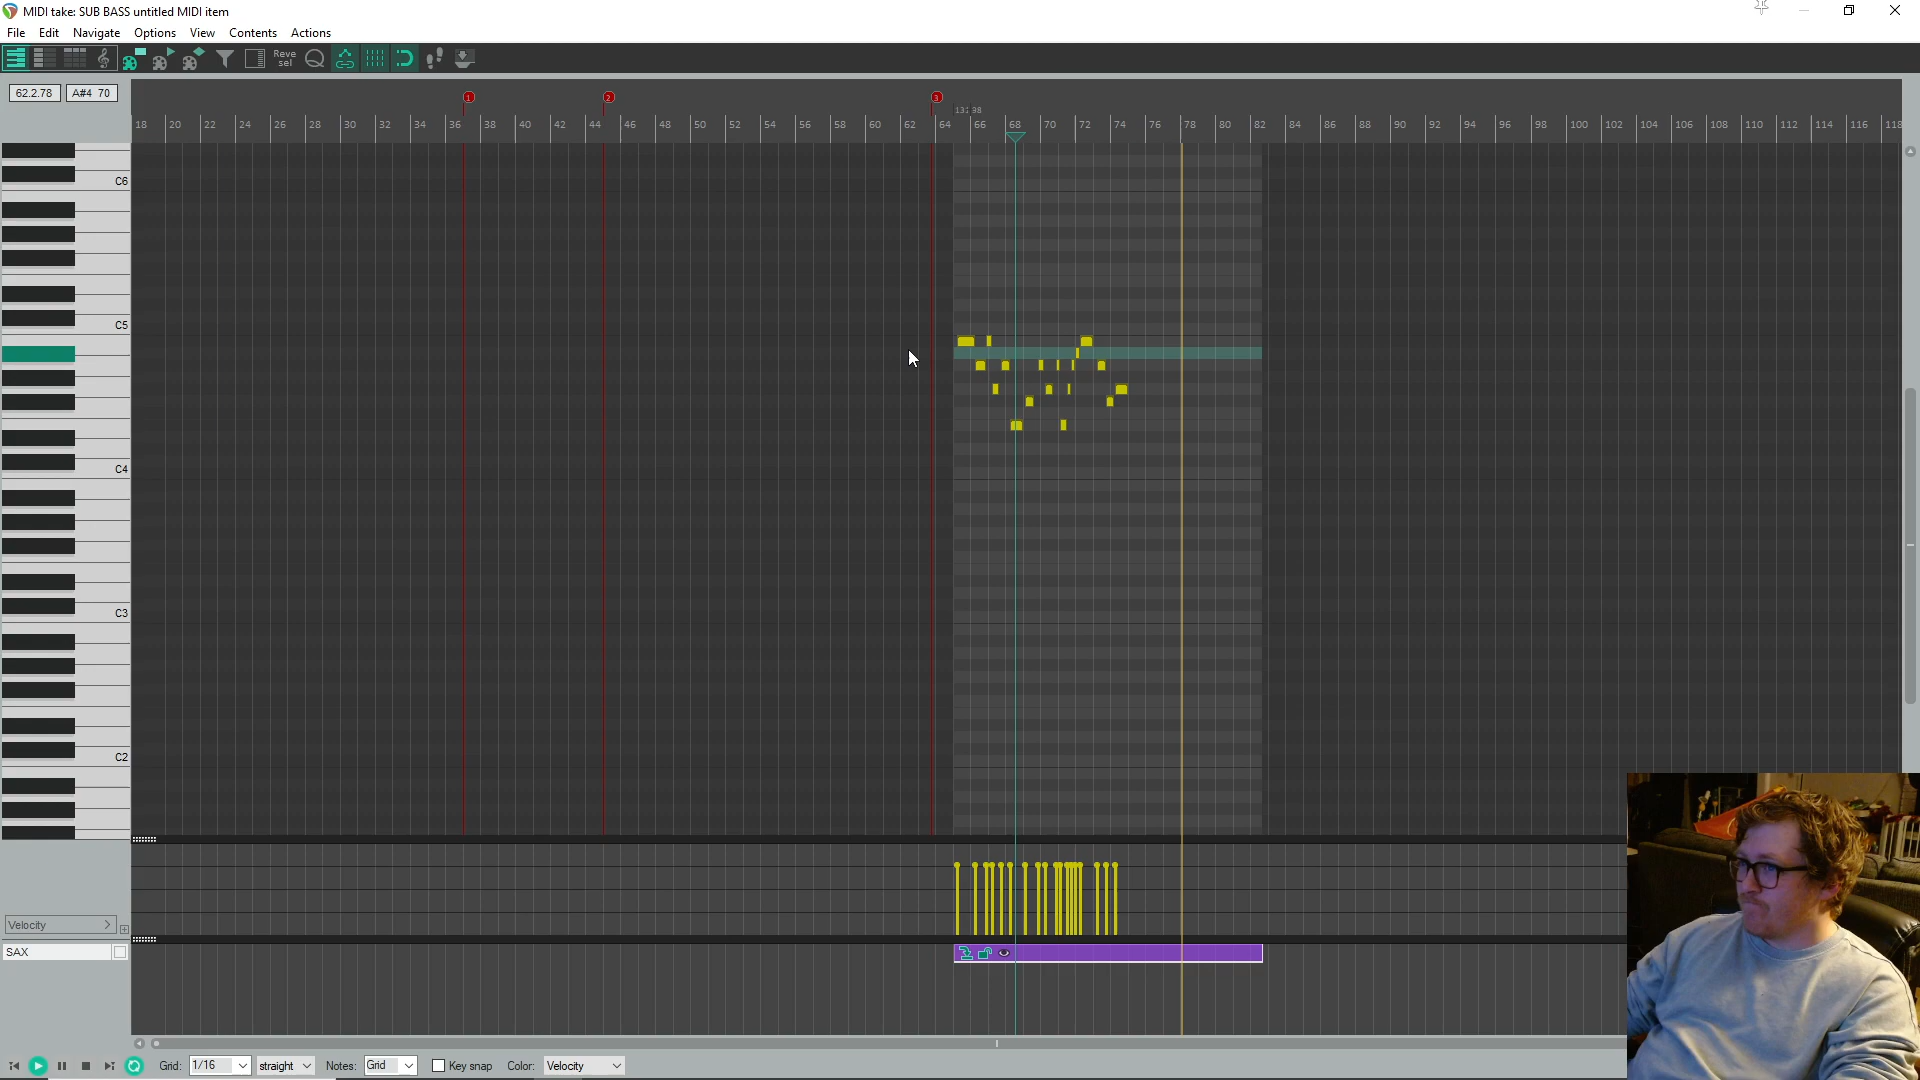 MIDI take: SUB BASS untitled MIDI item
File Edit Navigate Options View Contents Actions
Reve
sel
62.2.78 A#4 70
1 2 3
18 20 22 24 26 28 30 32 34 36 38 40 42 44 46 48 50 52 54 56 58 60 62 64 66 68 70 72 74 76 78 80 82 84 86 88 90 92 94 96 98 100 102 104 106 108 110 112 114 116 118
C6
C5
C4
C3
C2
Velocity
SAX
Grid: 1/16 straight Notes: Grid Key snap Color: Velocity